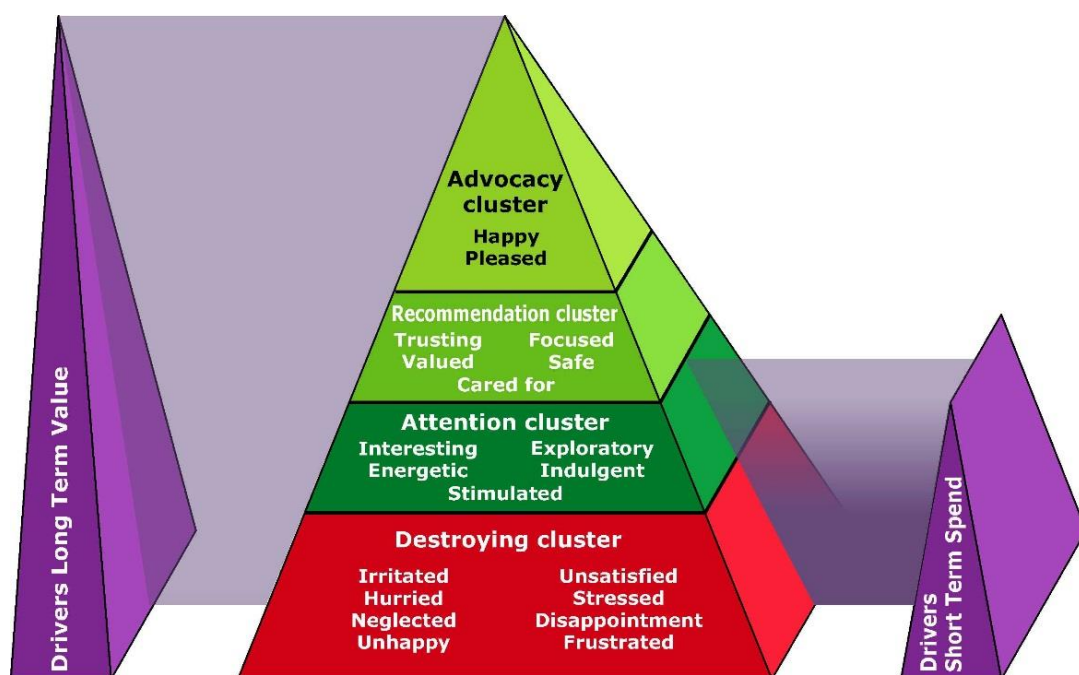 Advocacy
cluster
Happy
Pleased
Recommendation cluster
Trusting Focused
Valued Safe
Cared for
Attention cluster
Interesting Exploratory
Energetic Indulgent
Stimulated
Destroying cluster
Irritated Unsatisfied
Hurried Stressed
Neglected Disappointment
Unhappy Frustrated
Drivers Long Term Value
Drivers
Short Term Spend